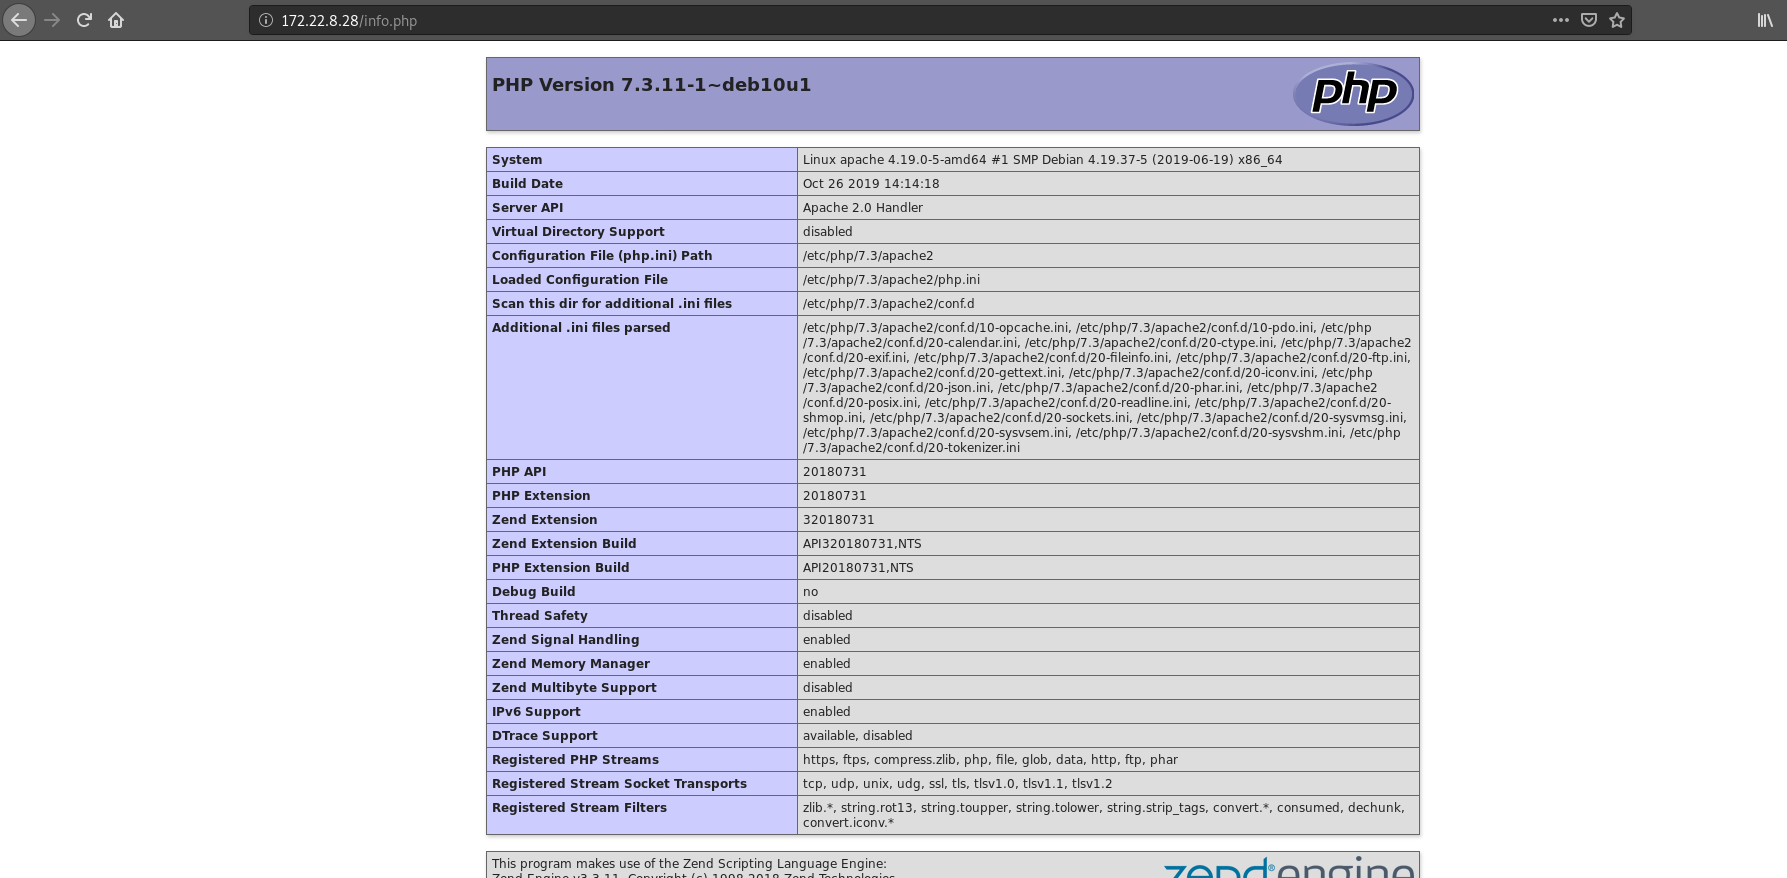 172.22.8.28/info.php
PHP Version 7.3.11-1~deb10u1
php
System Linux apache 4.19.0-5-amd64 #1 SMP Debian 4.19.37-5 (2019-06-19) x86_64
Build Date Oct 26 2019 14:14:18
Server API Apache 2.0 Handler
Virtual Directory Support disabled
Configuration File (php.ini) Path /etc/php/7.3/apache2
Loaded Configuration File /etc/php/7.3/apache2/php.ini
Scan this dir for additional .ini files /etc/php/7.3/apache2/conf.d
Additional .ini files parsed /etc/php/7.3/apache2/conf.d/10-opcache.ini, /etc/php/7.3/apache2/conf.d/10-pdo.ini, /etc/php
/7.3/apache2/conf.d/20-calendar.ini, /etc/php/7.3/apache2/conf.d/20-ctype.ini, /etc/php/7.3/apache2
/conf.d/20-exif.ini, /etc/php/7.3/apache2/conf.d/20-fileinfo.ini, /etc/php/7.3/apache2/conf.d/20-ftp.ini,
/etc/php/7.3/apache2/conf.d/20-gettext.ini, /etc/php/7.3/apache2/conf.d/20-iconv.ini, /etc/php
/7.3/apache2/conf.d/20-json.ini, /etc/php/7.3/apache2/conf.d/20-phar.ini, /etc/php/7.3/apache2
/conf.d/20-posix.ini, /etc/php/7.3/apache2/conf.d/20-readline.ini, /etc/php/7.3/apache2/conf.d/20-
shmop.ini, /etc/php/7.3/apache2/conf.d/20-sockets.ini, /etc/php/7.3/apache2/conf.d/20-sysvmsg.ini,
/etc/php/7.3/apache2/conf.d/20-sysvsem.ini, /etc/php/7.3/apache2/conf.d/20-sysvshm.ini, /etc/php
/7.3/apache2/conf.d/20-tokenizer.ini
PHP API 20180731
PHP Extension 20180731
Zend Extension 320180731
Zend Extension Build API320180731,NTS
PHP Extension Build API20180731,NTS
Debug Build no
Thread Safety disabled
Zend Signal Handling enabled
Zend Memory Manager enabled
Zend Multibyte Support disabled
IPv6 Support enabled
DTrace Support available, disabled
Registered PHP Streams https, ftps, compress.zlib, php, file, glob, data, http, ftp, phar
Registered Stream Socket Transports tcp, udp, unix, udg, ssl, tls, tlsv1.0, tlsv1.1, tlsv1.2
Registered Stream Filters zlib.*, string.rot13, string.toupper, string.tolower, string.strip_tags, convert.*, consumed, dechunk,
convert.iconv.*
This program makes use of the Zend Scripting Language Engine:
Zend Engine v3.3.11, Copyright (c) 1998-2018 Zend Technologies
zend® engine